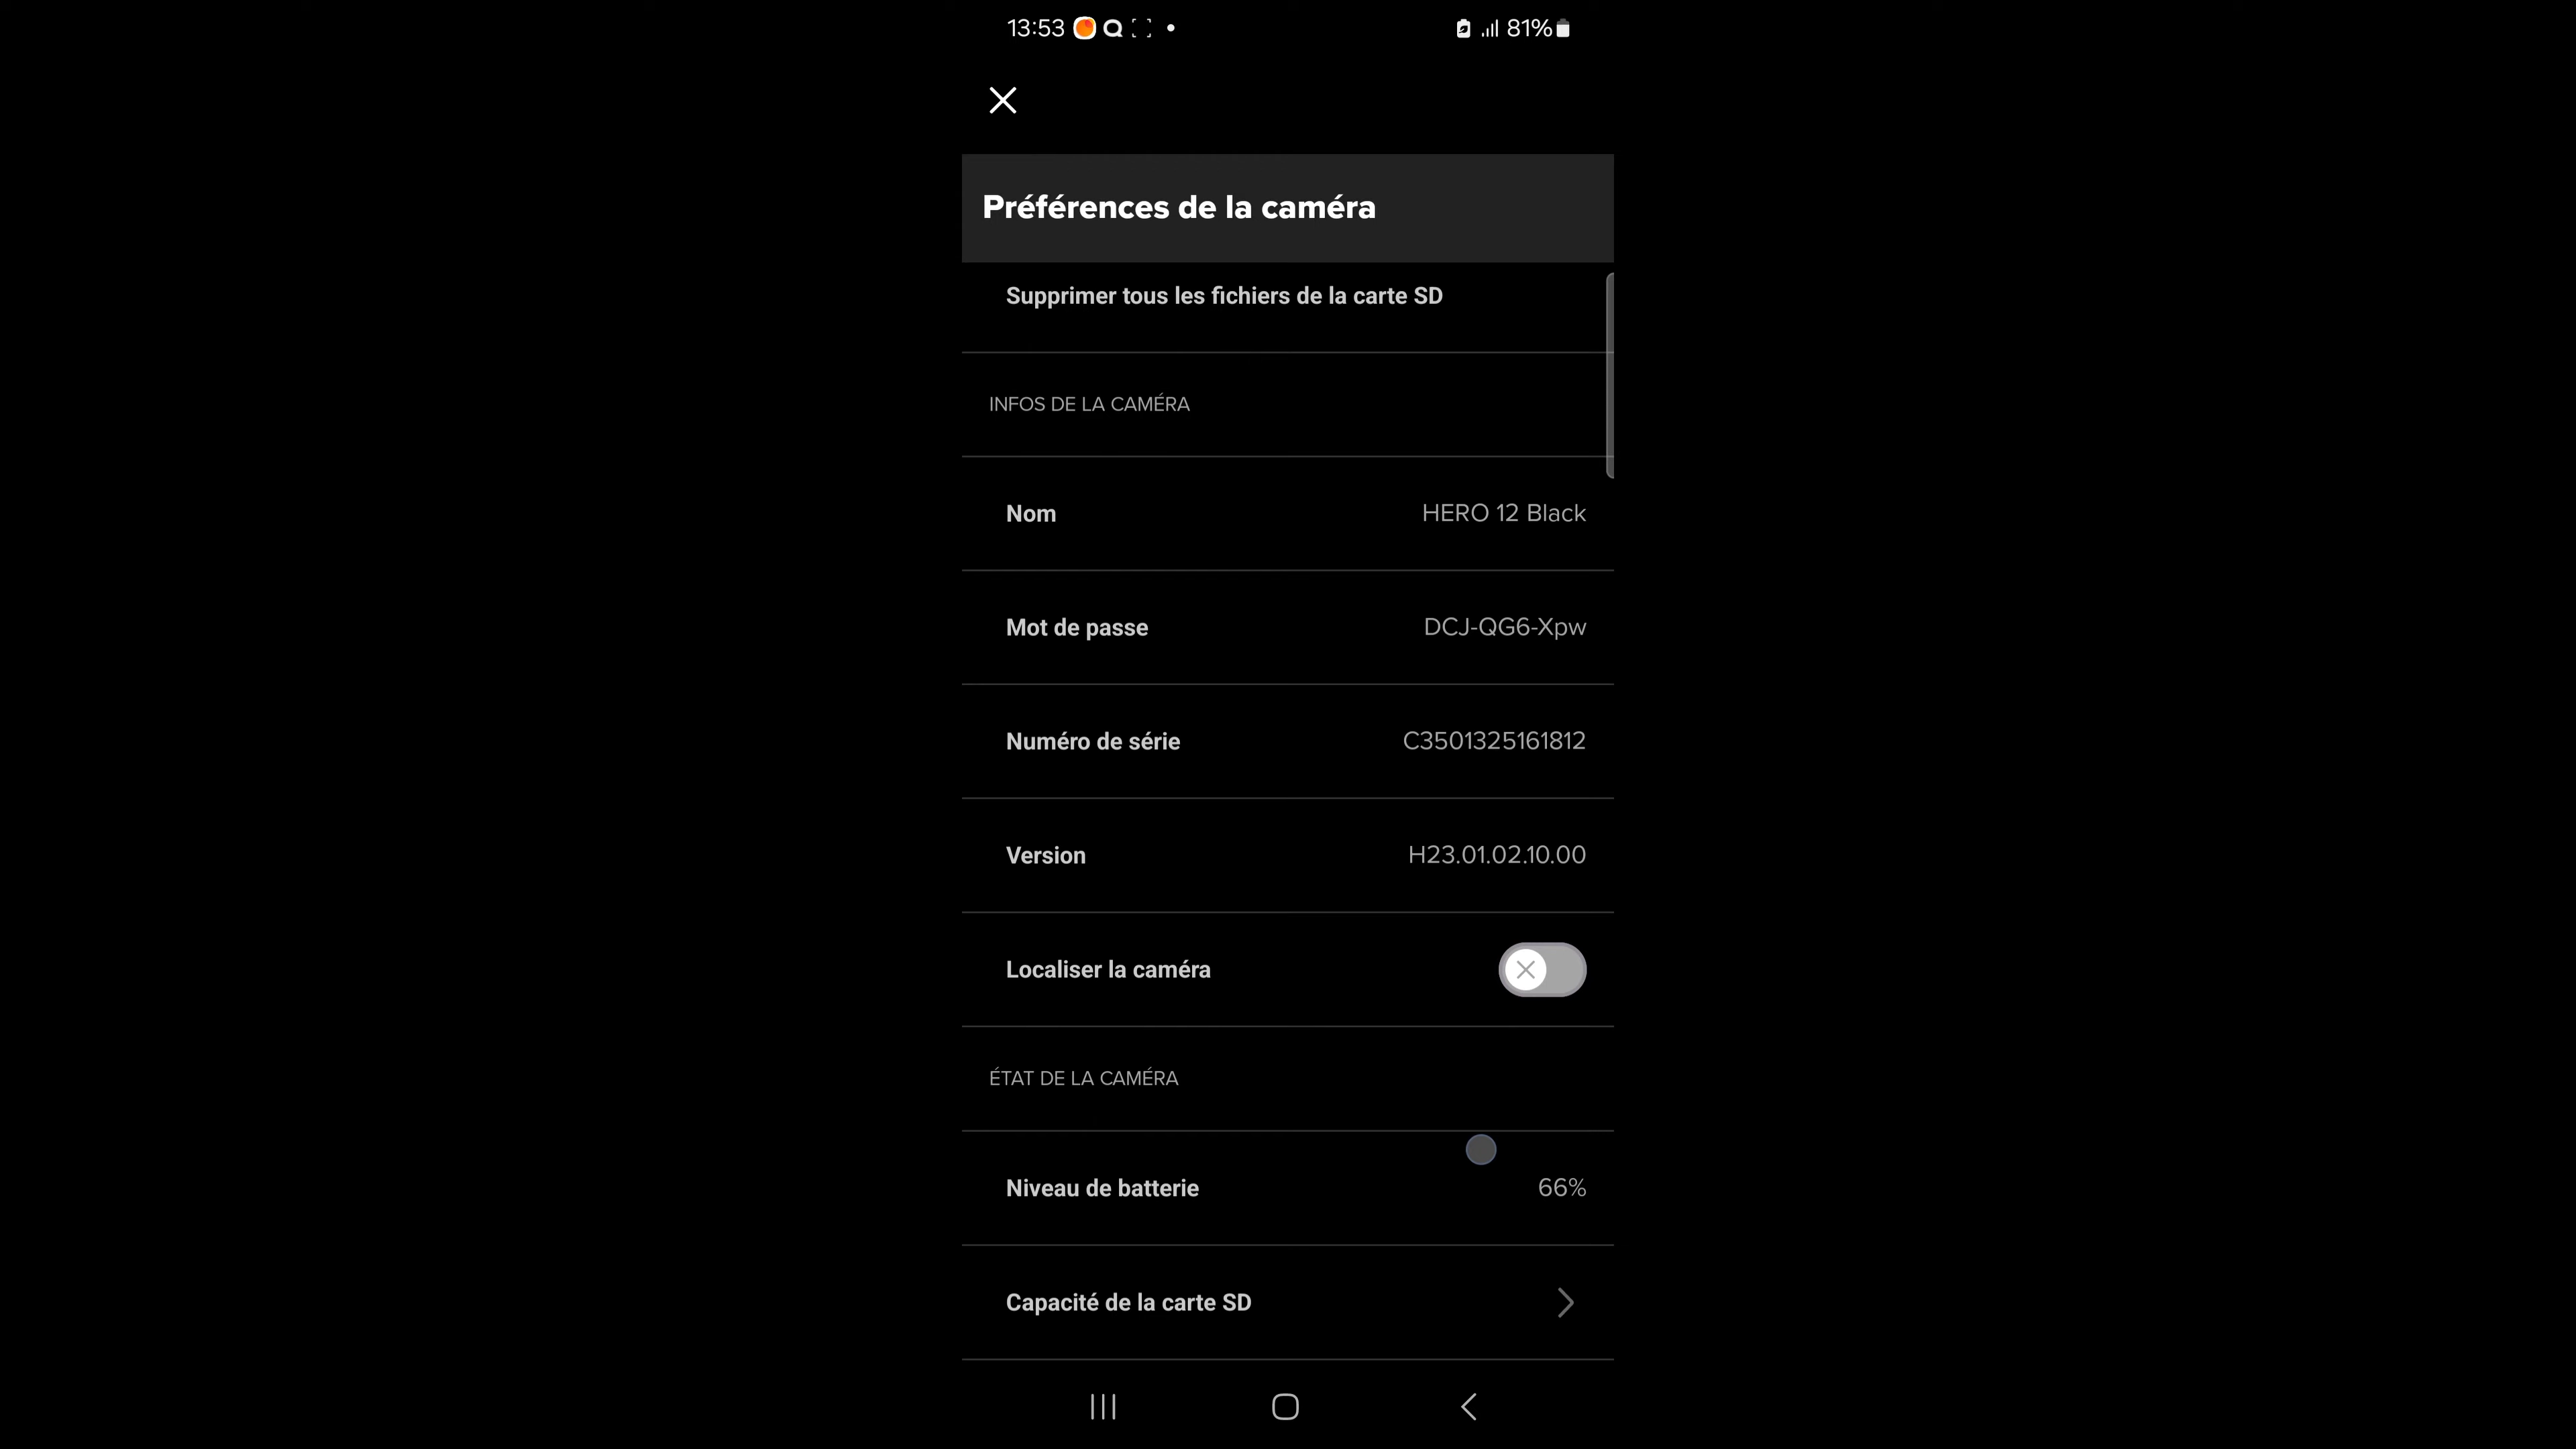 13:53
81%
Préférences de la caméra
Supprimer tous les fichiers de la carte SD
INFOS DE LA CAMÉRA
Nom HERO 12 Black
Mot de passe DCJ-QG6-Xpw
Numéro de série C3501325161812
Version H23.01.02.10.00
Localiser la caméra
ÉTAT DE LA CAMÉRA
Niveau de batterie 66%
Capacité de la carte SD